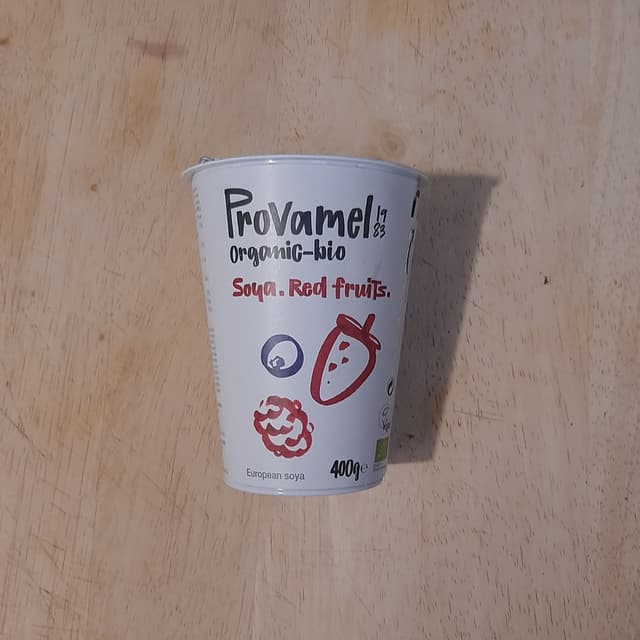 Provamel 19
83
organic-bio
Soya. Red fruits.
European soya
400g℮